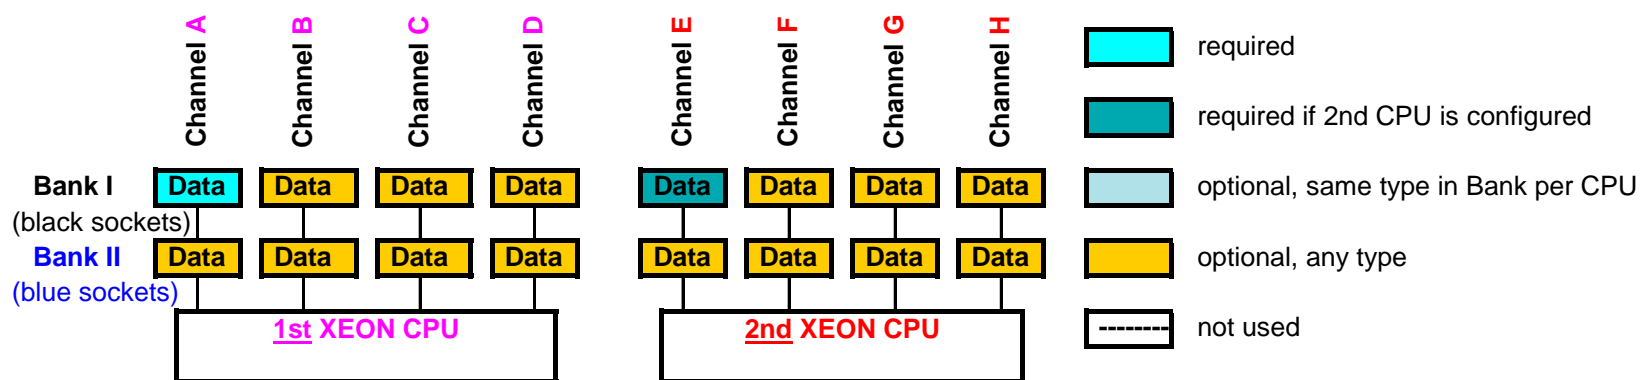 Channel A
Channel B
Channel C
Channel D
Channel E
Channel F
Channel G
Channel H
required
required if 2nd CPU is configured
Bank I
Data Data Data Data Data Data Data Data
optional, same type in Bank per CPU
(black sockets)
Bank II
Data Data Data Data Data Data Data Data
optional, any type
(blue sockets)
1st XEON CPU
2nd XEON CPU
--------
not used